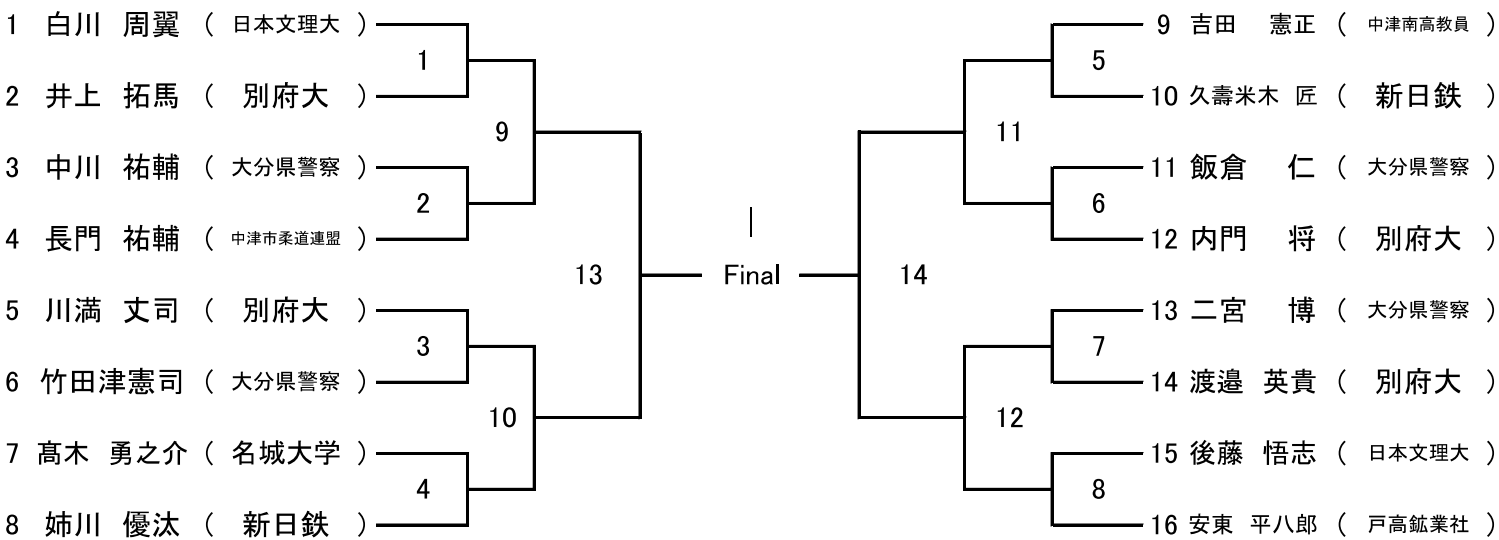 1 白川 周翼 ( 日本文理大 )
2 井上 拓馬 ( 別府大 )
3 中川 祐輔 ( 大分県警察 )
4 長門 祐輔 ( 中津市柔道連盟 )
5 川満 丈司 ( 別府大 )
6 竹田津憲司 ( 大分県警察 )
7 髙木 勇之介 ( 名城大学 )
8 姉川 優汰 ( 新日鉄 )
1
2
3
4
9
10
13
Final
14
11
12
5
6
7
8
9 吉田 憲正 ( 中津南高教員 )
10 久壽米木 匠 ( 新日鉄 )
11 飯倉 仁 ( 大分県警察 )
12 内門 将 ( 別府大 )
13 二宮 博 ( 大分県警察 )
14 渡邉 英貴 ( 別府大 )
15 後藤 悟志 ( 日本文理大 )
16 安東 平八郎 ( 戸高鉱業社 )